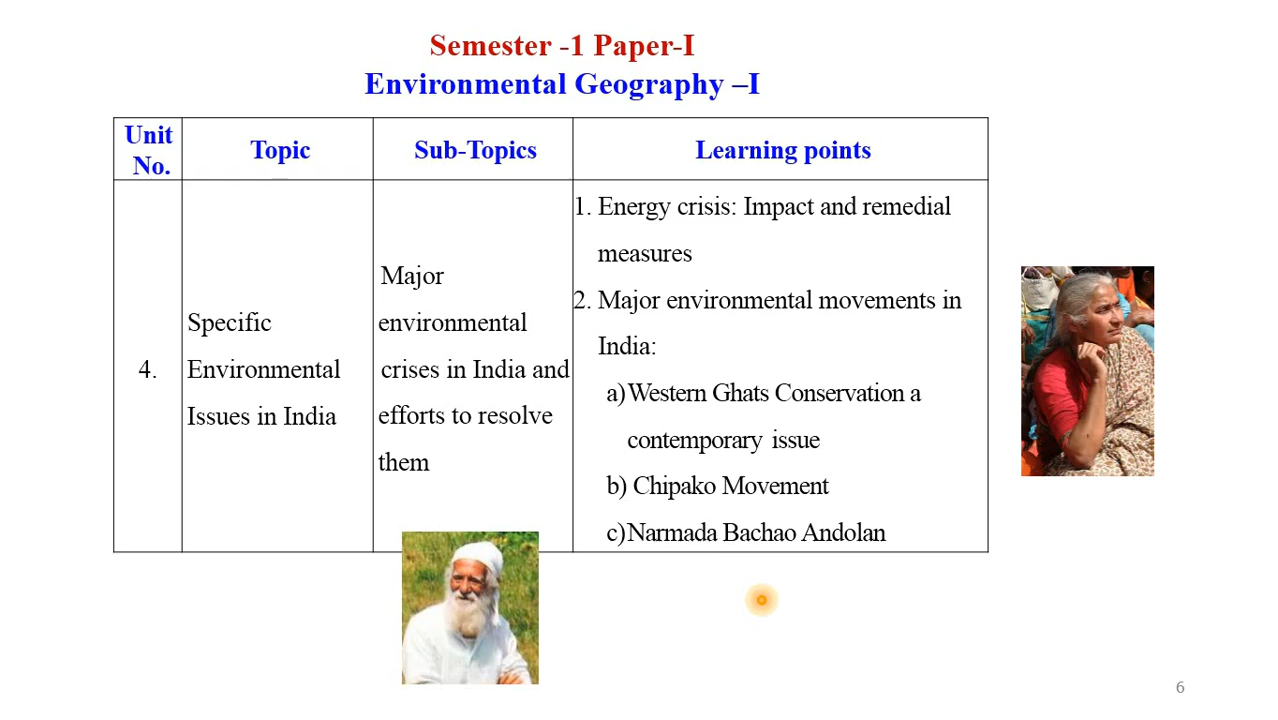 Semester -1 Paper-I
Environmental Geography –I
Unit No.
Topic
Sub-Topics
Learning points
4.
Specific
Environmental
Issues in India
Major
environmental
crises in India and
efforts to resolve
them
1. Energy crisis: Impact and remedial
measures
2. Major environmental movements in
India:
a)Western Ghats Conservation a
contemporary issue
b) Chipako Movement
c)Narmada Bachao Andolan
6